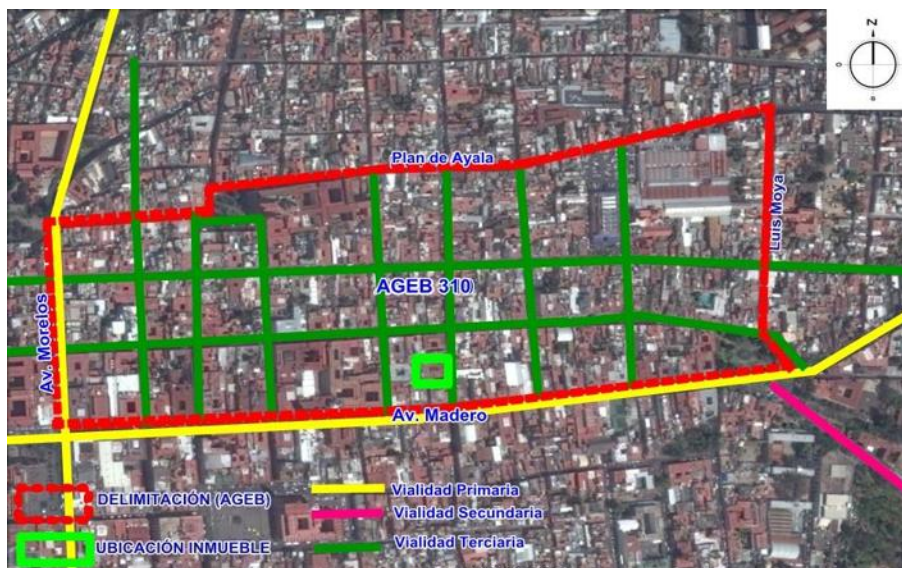 Z
O
Plan de Ayala
Luis Moya
AGEB 310
Av. Morelos
Av. Madero
DELIMITACIÓN (AGEB)
Vialidad Primaria
Vialidad Secundaria
UBICACIÓN INMUEBLE
Vialidad Terciaria